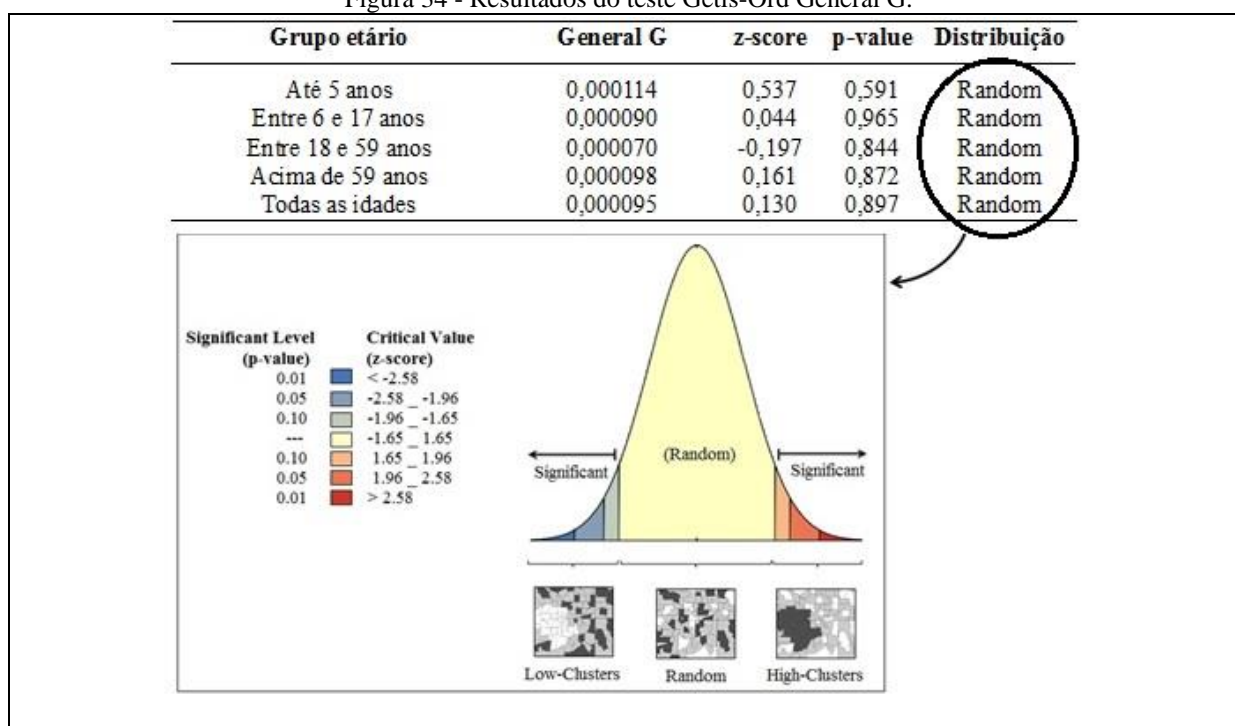 Figura 34 - Resultados do teste Getis-Ord General G.
Grupo etário General G z-score p-value Distribuição
Até 5 anos 0,000114 0,537 0,591 Random
Entre 6 e 17 anos 0,000090 0,044 0,965 Random
Entre 18 e 59 anos 0,000070 -0,197 0,844 Random
Acima de 59 anos 0,000098 0,161 0,872 Random
Todas as idades 0,000095 0,130 0,897 Random
Significant Level Critical Value
(p-value) (z-score)
0.01 < -2.58
0.05 -2.58 _ -1.96
0.10 -1.96 _ -1.65
--- -1.65 _ 1.65
0.10 1.65 _ 1.96
0.05 1.96 _ 2.58
0.01 > 2.58
Significant (Random) Significant
Low-Clusters Random High-Clusters